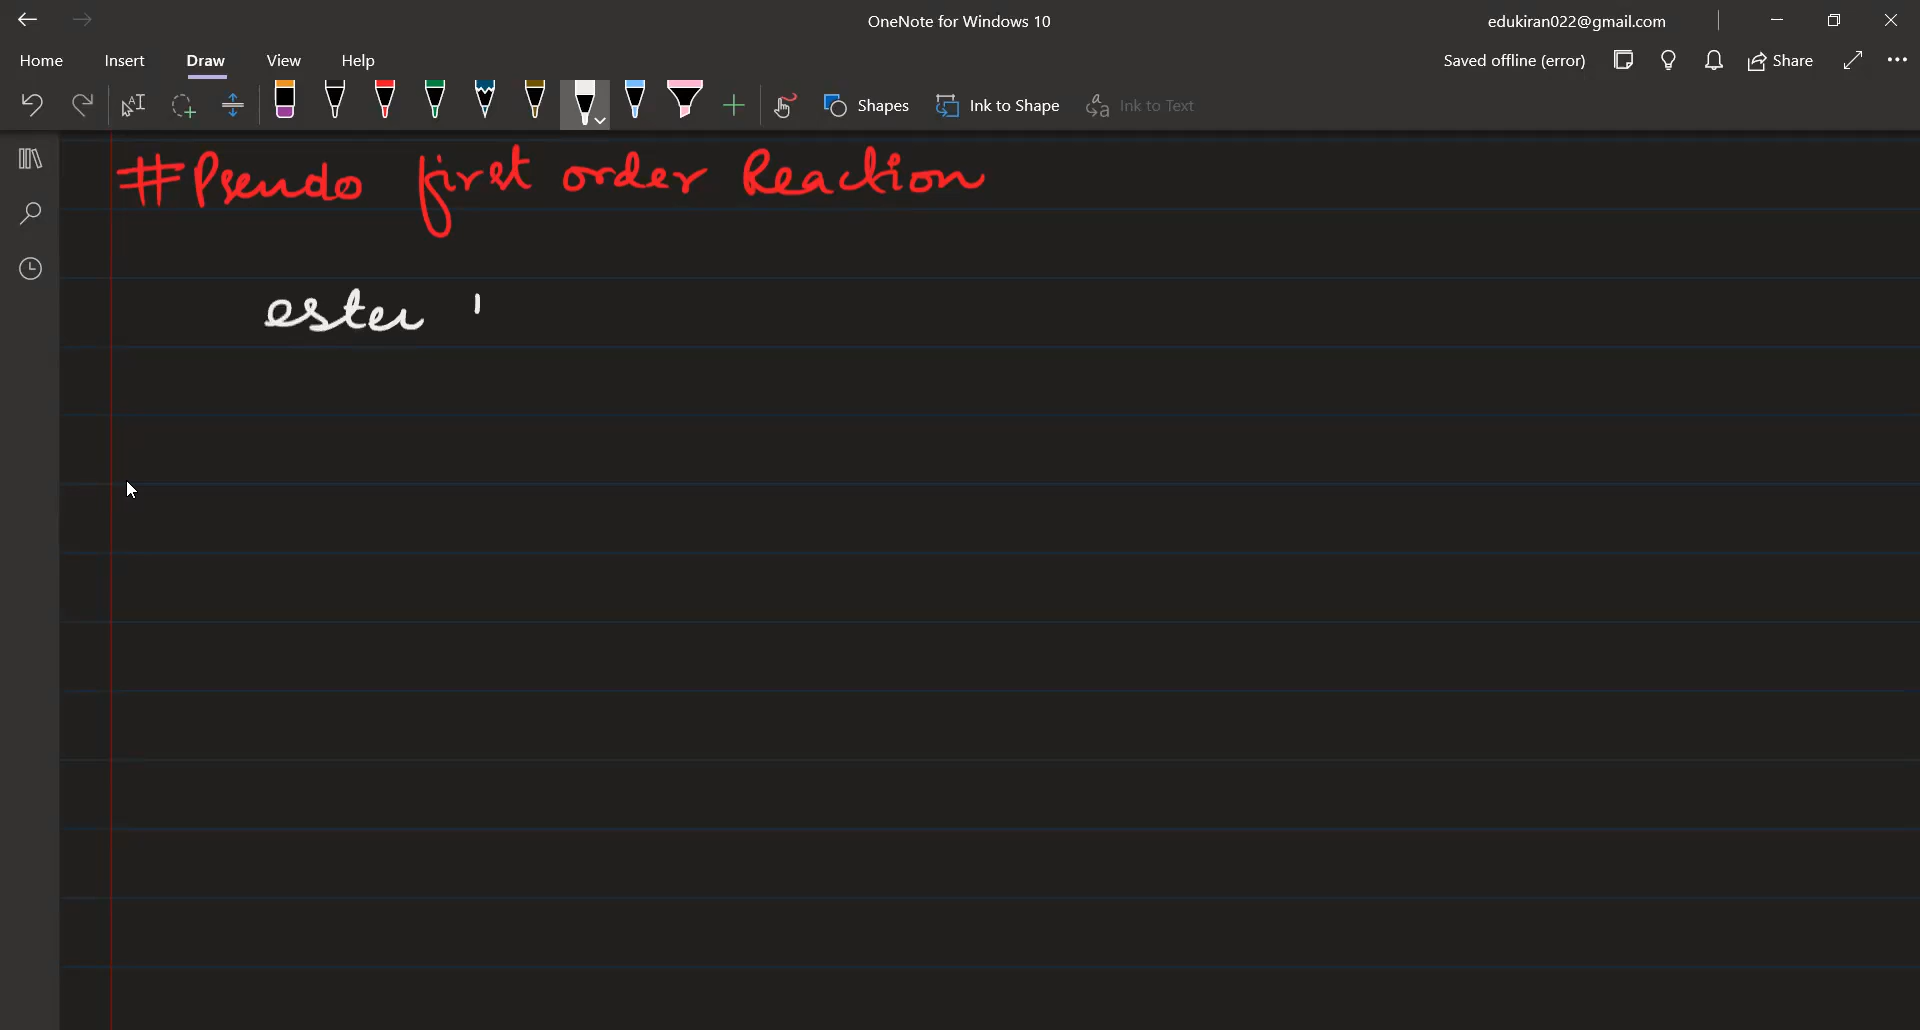 OneNote for Windows 10
edukiran022@gmail.com
Home Insert Draw View Help
Saved offline (error) Share
Shapes Ink to Shape Ink to Text
#Pseudo first order Reaction
ester '